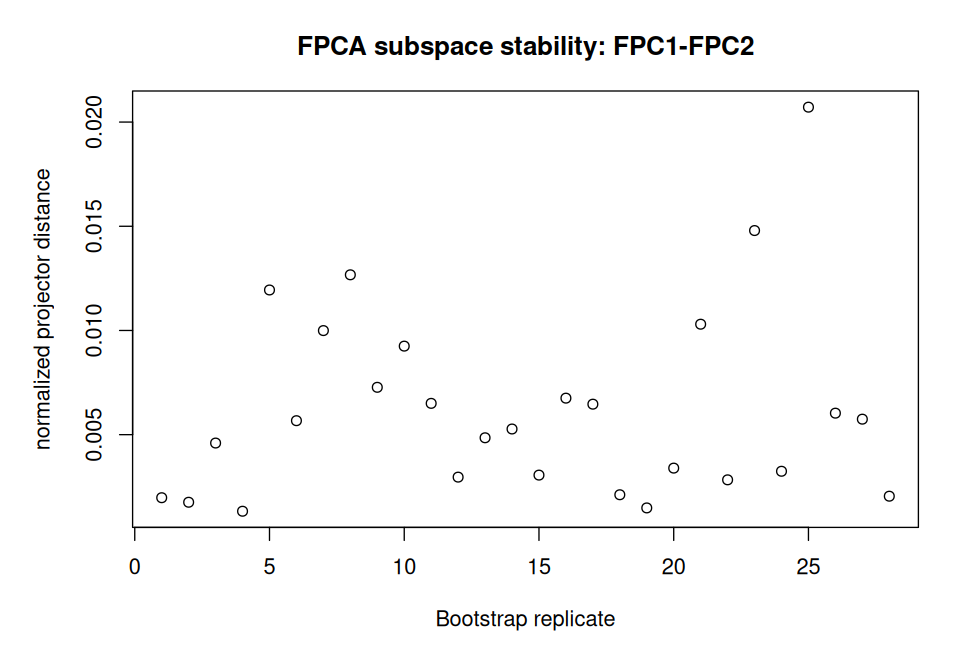 FPCA subspace stability: FPC1-FPC2
normalized projector distance
0.020
0.015
0.010
0.005
0 5 10 15 20 25
Bootstrap replicate